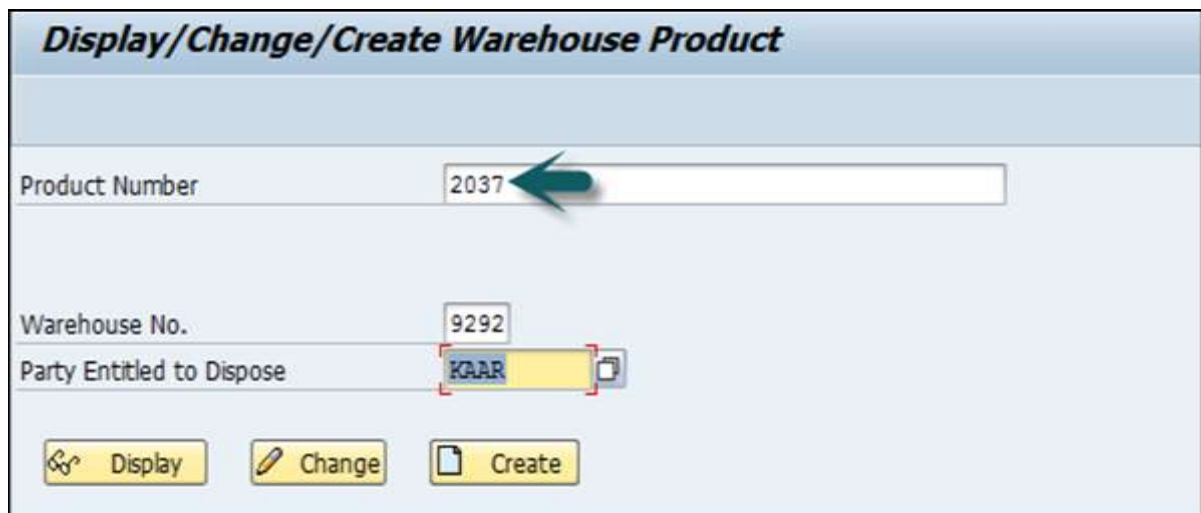 Display/Change/Create Warehouse Product
Product Number 2037
Warehouse No. 9292
Party Entitled to Dispose KAAR
Display Change Create